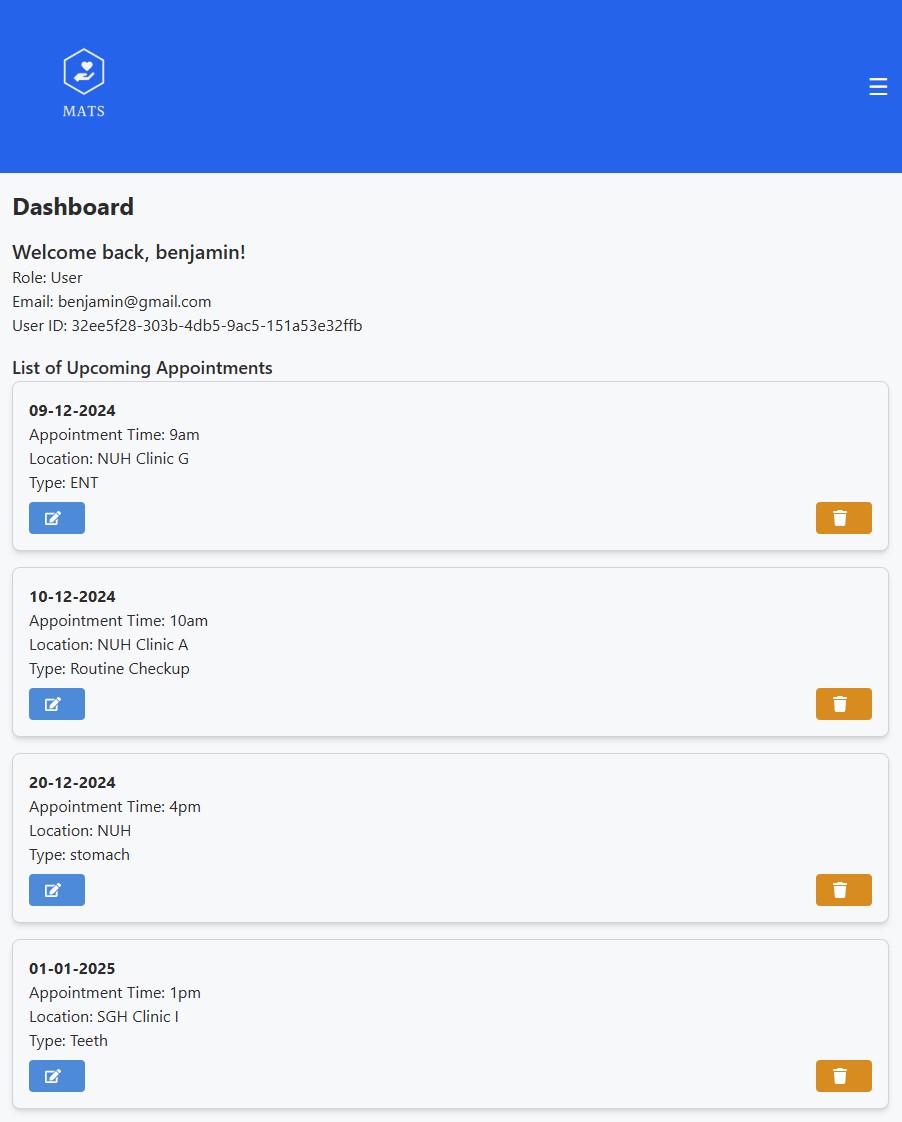 MATS
☰
Dashboard
Welcome back, benjamin!
Role: User
Email: benjamin@gmail.com
User ID: 32ee5f28-303b-4db5-9ac5-151a53e32ffb
List of Upcoming Appointments
09-12-2024
Appointment Time: 9am
Location: NUH Clinic G
Type: ENT
10-12-2024
Appointment Time: 10am
Location: NUH Clinic A
Type: Routine Checkup
20-12-2024
Appointment Time: 4pm
Location: NUH
Type: stomach
01-01-2025
Appointment Time: 1pm
Location: SGH Clinic I
Type: Teeth